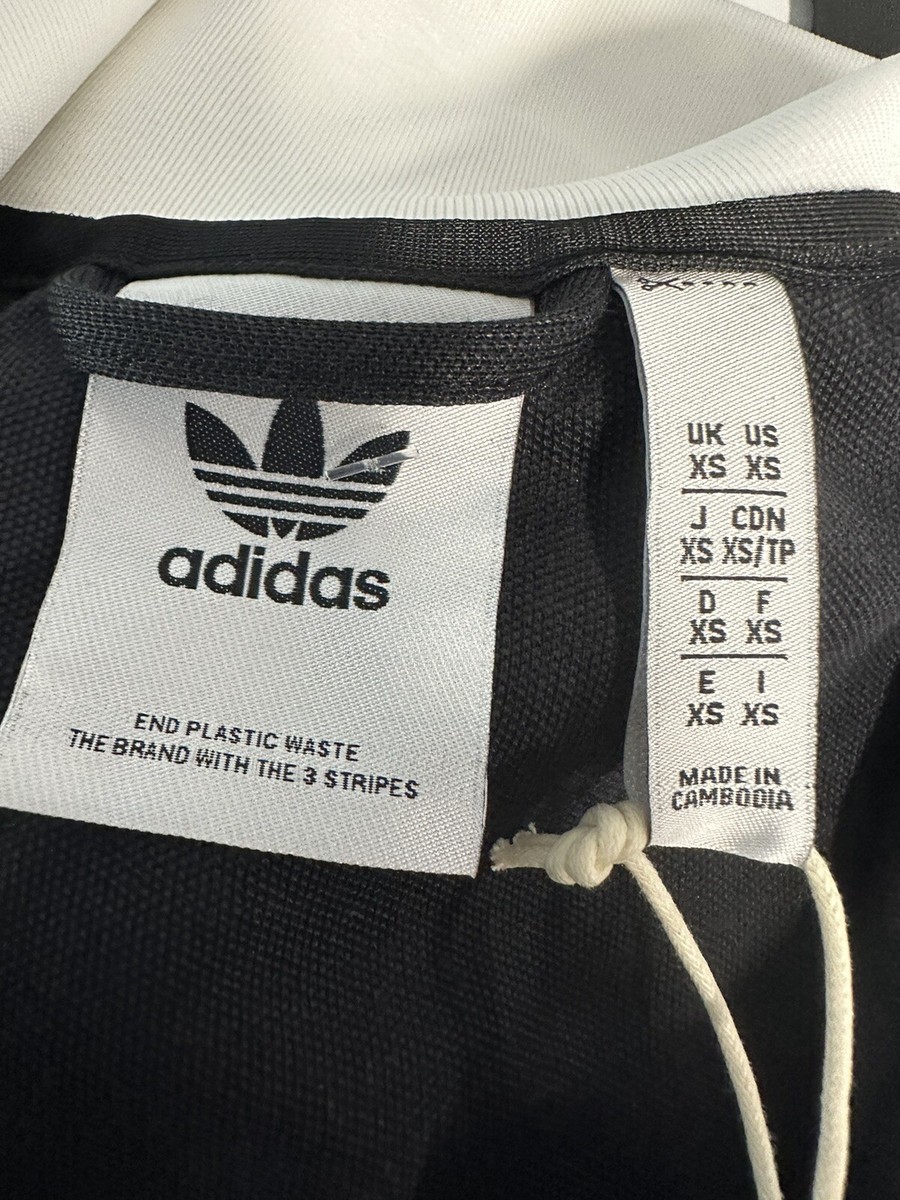 adidas
END PLASTIC WASTE
THE BRAND WITH THE 3 STRIPES
UK US
XS XS
J CDN
XS XS/TP
D F
XS XS
E I
XS XS
MADE IN
CAMBODIA